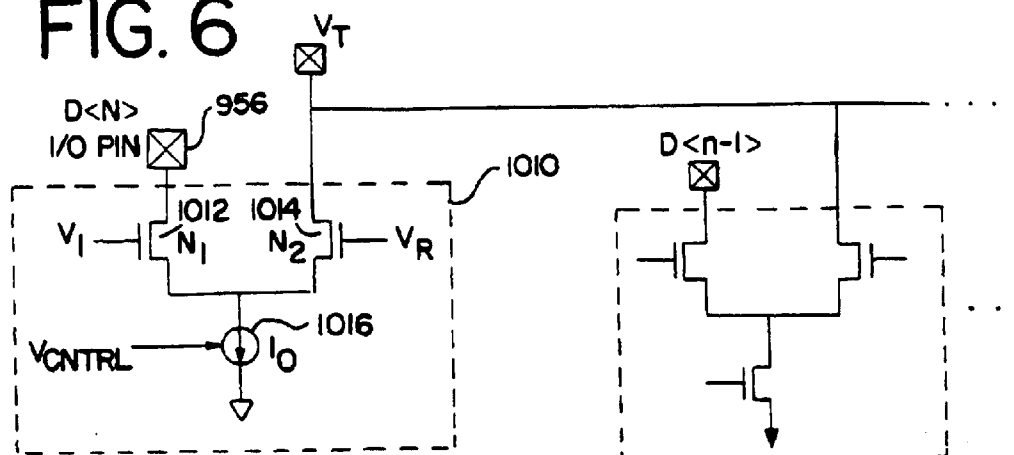 FIG. 6
V_T
D<N> 956
I/O PIN
D<n-1>
1010
1012 1014
V_I N_1 N_2 V_R
1016
V_CNTRL I_O